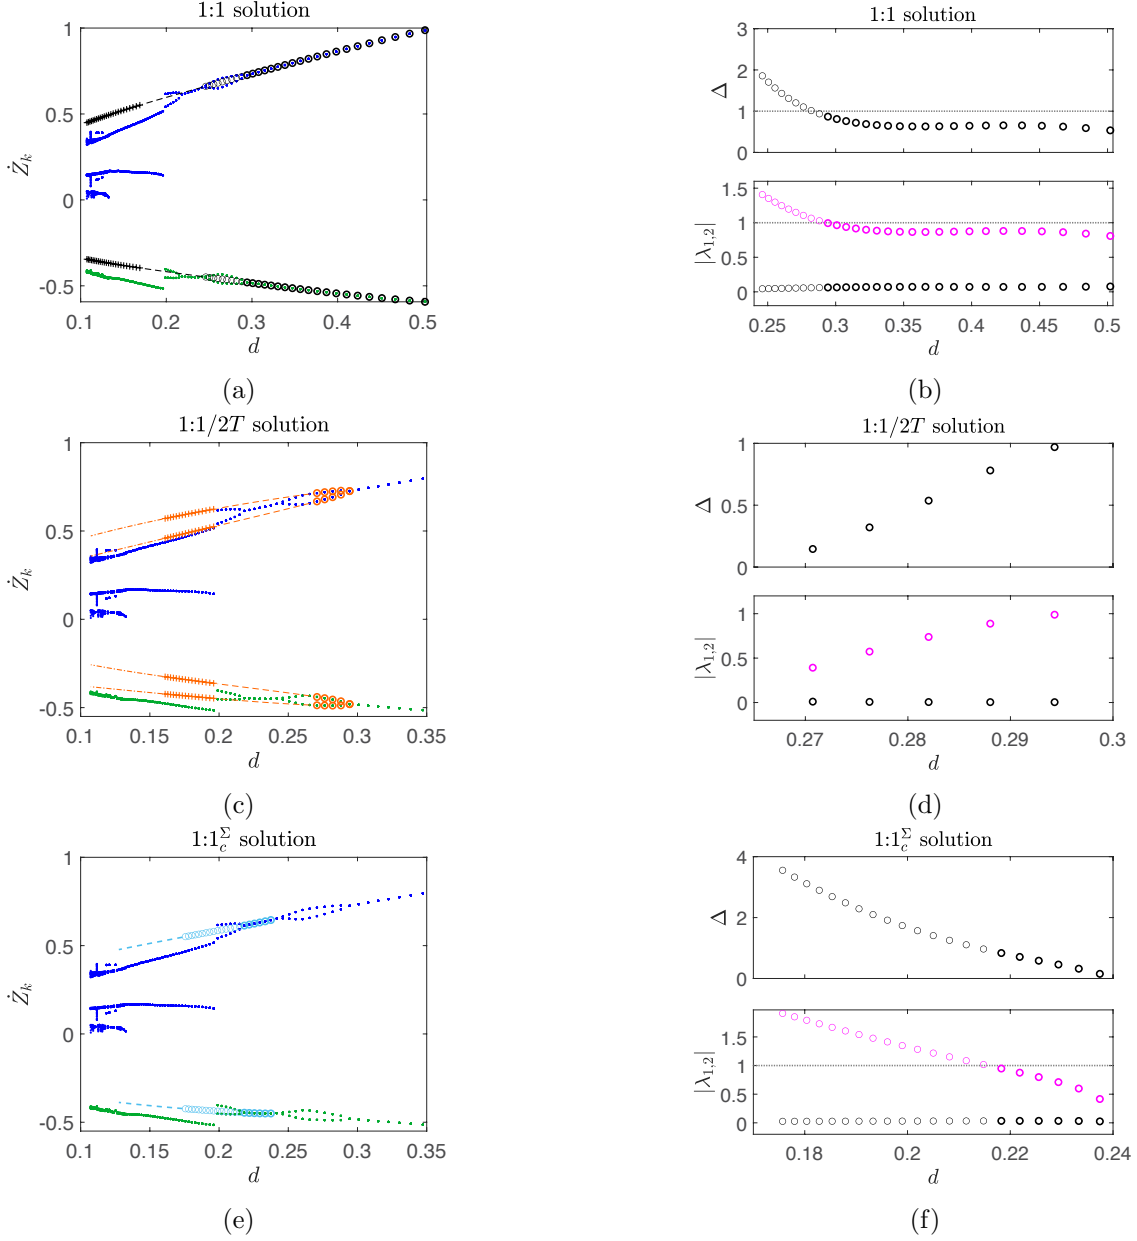 1:1 solution
1
0.5
0
-0.5
Żₖ
0.1 0.2 0.3 0.4 0.5
d
(a)
1:1 solution
3
2
1
0
Δ
1.5
1
0.5
0
|λ₁,₂|
0.25 0.3 0.35 0.4 0.45 0.5
d
(b)
1:1/2T solution
1
0.5
0
-0.5
Żₖ
0.1 0.15 0.2 0.25 0.3 0.35
d
(c)
1:1/2T solution
1
0.5
0
Δ
1
0.5
0
|λ₁,₂|
0.27 0.28 0.29 0.3
d
(d)
1:1_c^Σ solution
1
0.5
0
-0.5
Żₖ
0.1 0.15 0.2 0.25 0.3 0.35
d
(e)
1:1_c^Σ solution
4
2
0
Δ
1.5
1
0.5
0
|λ₁,₂|
0.18 0.2 0.22 0.24
d
(f)